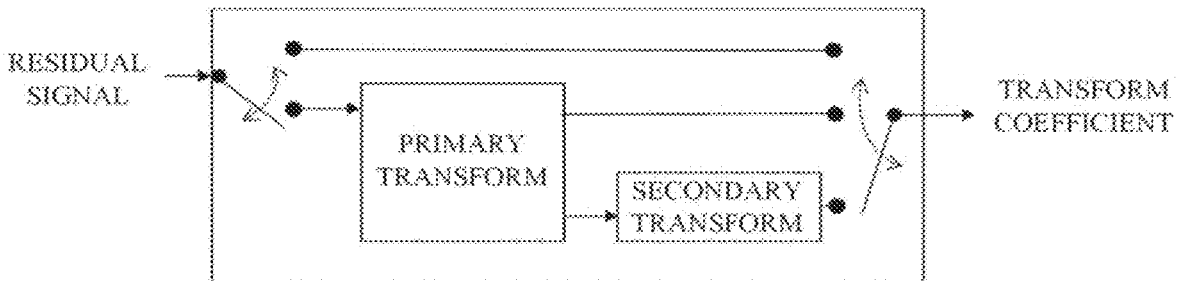 RESIDUAL
SIGNAL
PRIMARY
TRANSFORM
SECONDARY
TRANSFORM
TRANSFORM
COEFFICIENT